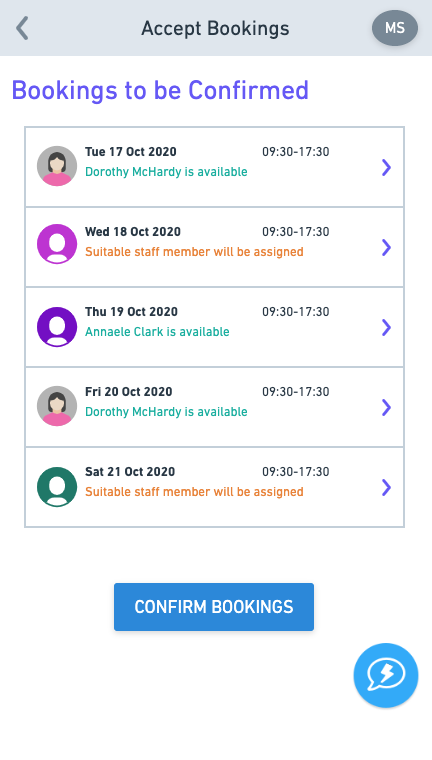 Accept Bookings
MS
Bookings to be Confirmed
Tue 17 Oct 2020 09:30-17:30
Dorothy McHardy is available
Wed 18 Oct 2020 09:30-17:30
Suitable staff member will be assigned
Thu 19 Oct 2020 09:30-17:30
Annaele Clark is available
Fri 20 Oct 2020 09:30-17:30
Dorothy McHardy is available
Sat 21 Oct 2020 09:30-17:30
Suitable staff member will be assigned
CONFIRM BOOKINGS